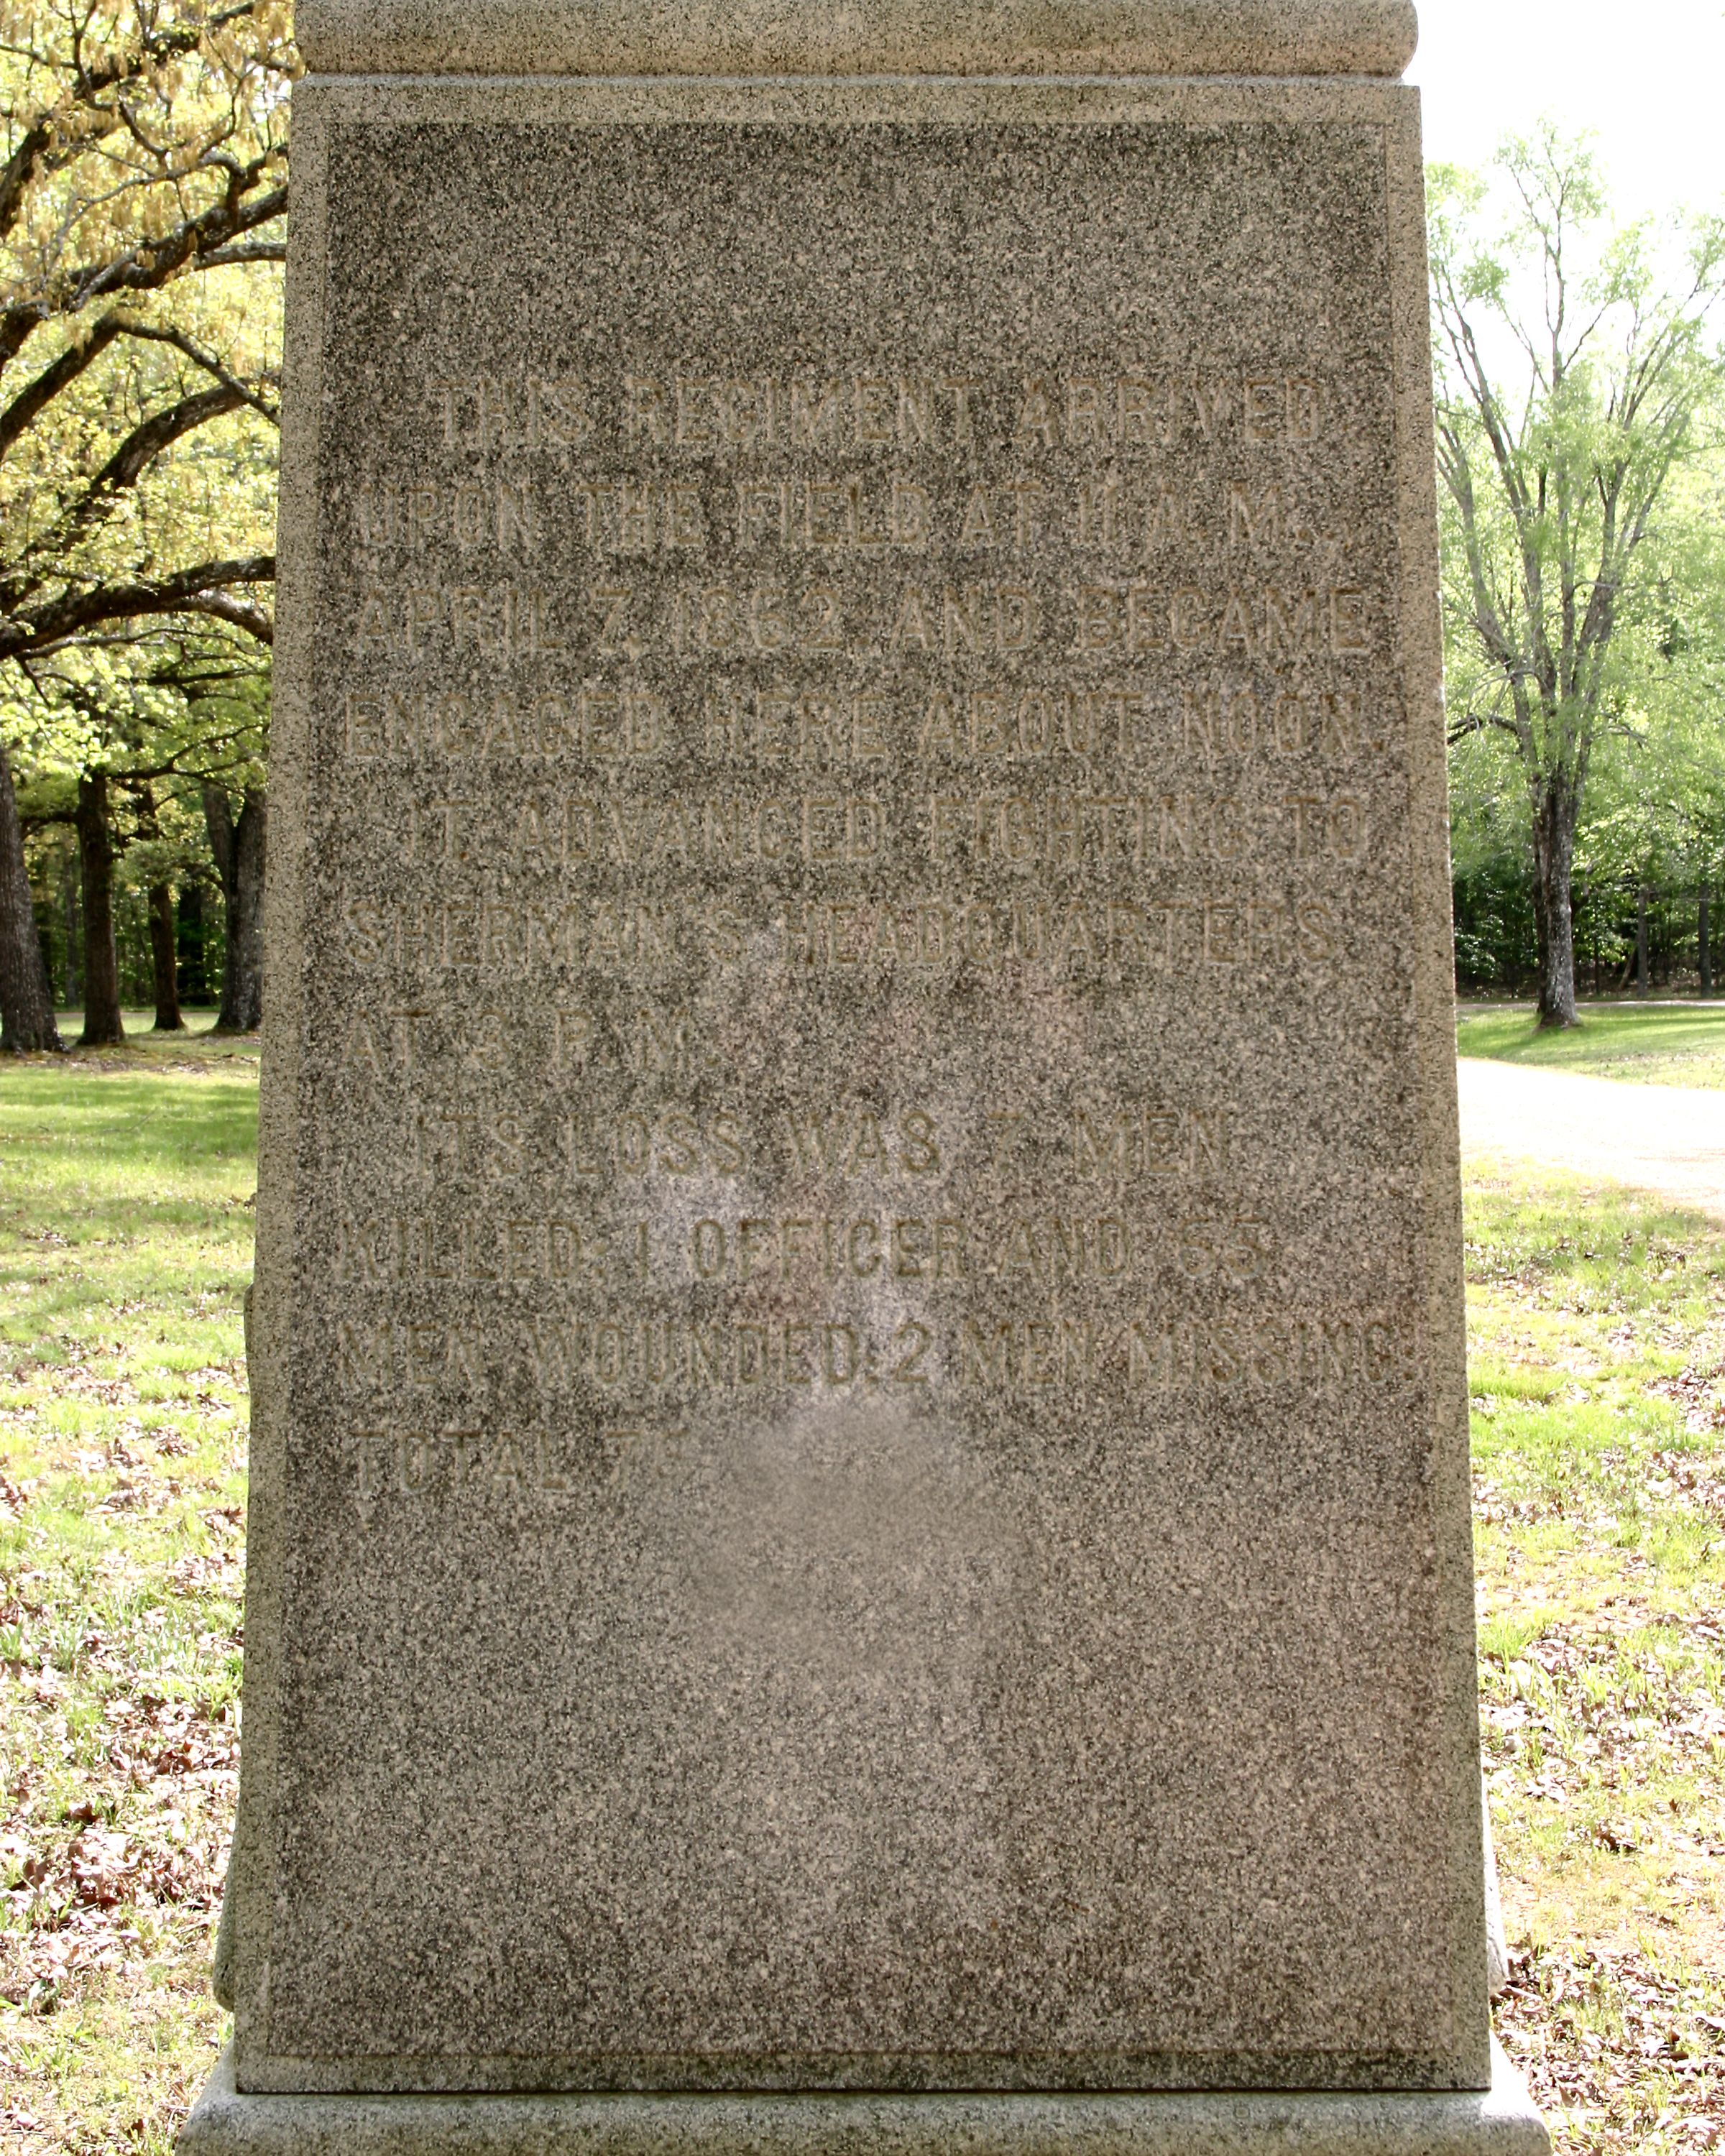 THIS REGIMENT ARRIVED
UPON THE FIELD AT 11 A.M.,
APRIL 7, 1862, AND BECAME
ENGAGED HERE ABOUT NOON.
IT ADVANCED FIGHTING TO
SHERMAN'S HEADQUARTERS
AT 3 P.M.
ITS LOSS WAS 7 MEN
KILLED; 1 OFFICER AND
MEN WOUNDED; 2 MEN MISSING.
TOTAL